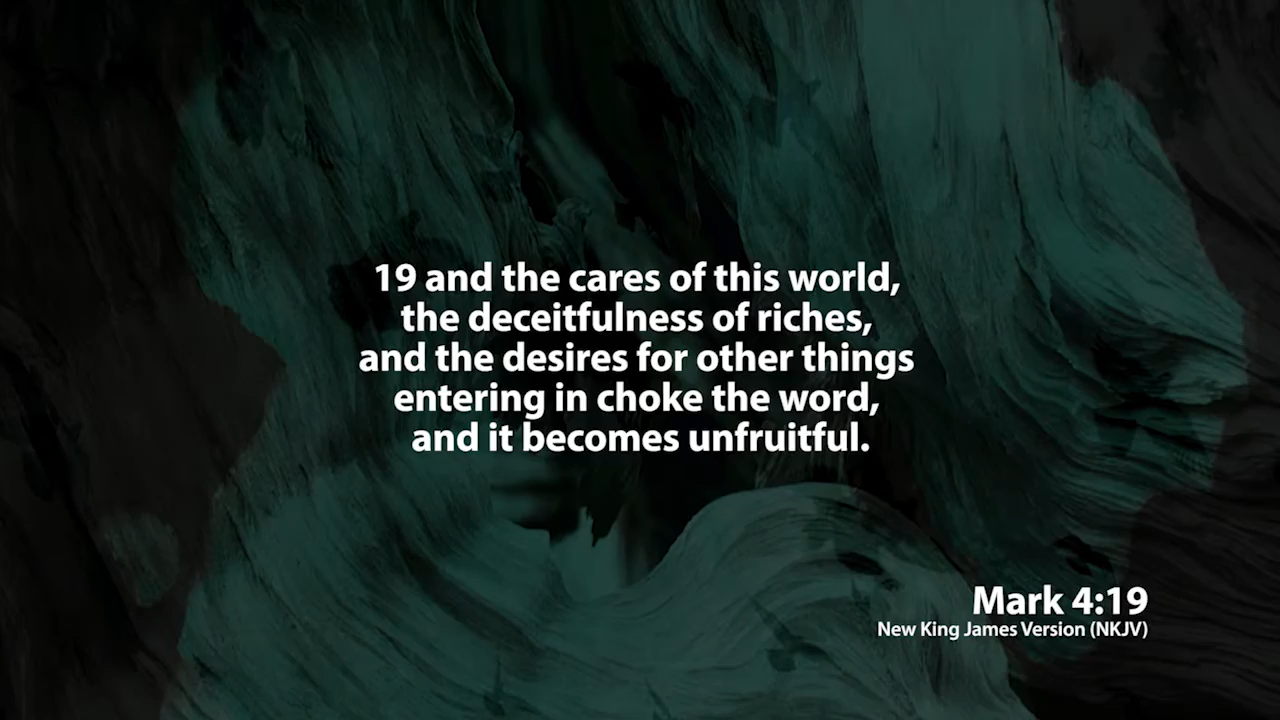 19 and the cares of this world,
the deceitfulness of riches,
and the desires for other things
entering in choke the word,
and it becomes unfruitful.
Mark 4:19
New King James Version (NKJV)